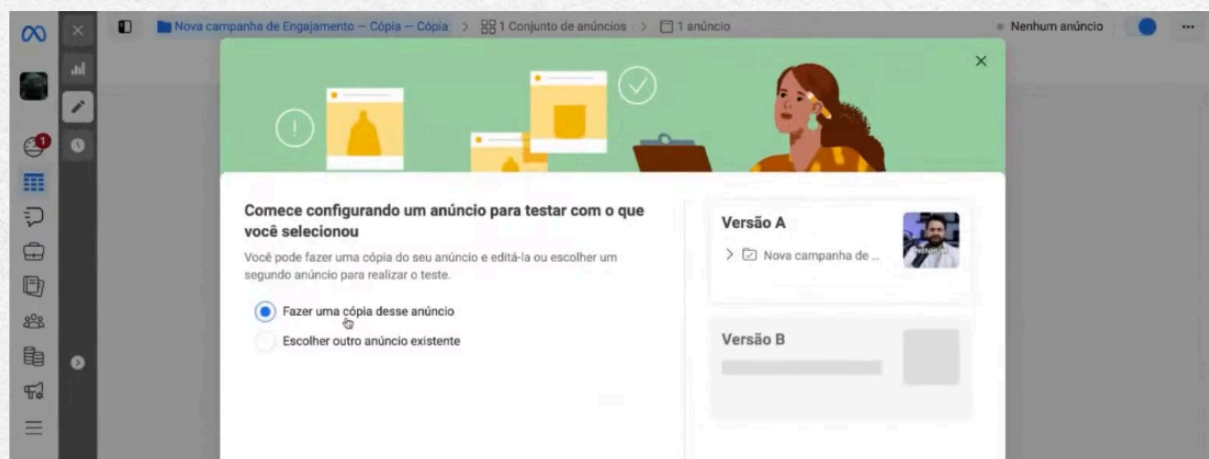 Nova campanha de Engajamento — Cópia — Cópia > 1 Conjunto de anúncios > 1 anúncio
Nenhum anúncio
1
Comece configurando um anúncio para testar com o que
você selecionou
Você pode fazer uma cópia do seu anúncio e editá-la ou escolher um
segundo anúncio para realizar o teste.
Fazer uma cópia desse anúncio
Escolher outro anúncio existente
Versão A
Nova campanha de ...
Versão B